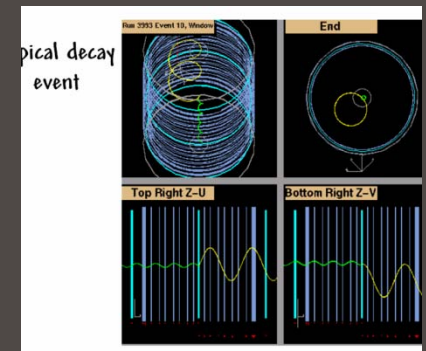 pical decay
event
Run 3993 Event 10, Window
End
Top Right Z-U
Bottom Right Z-V